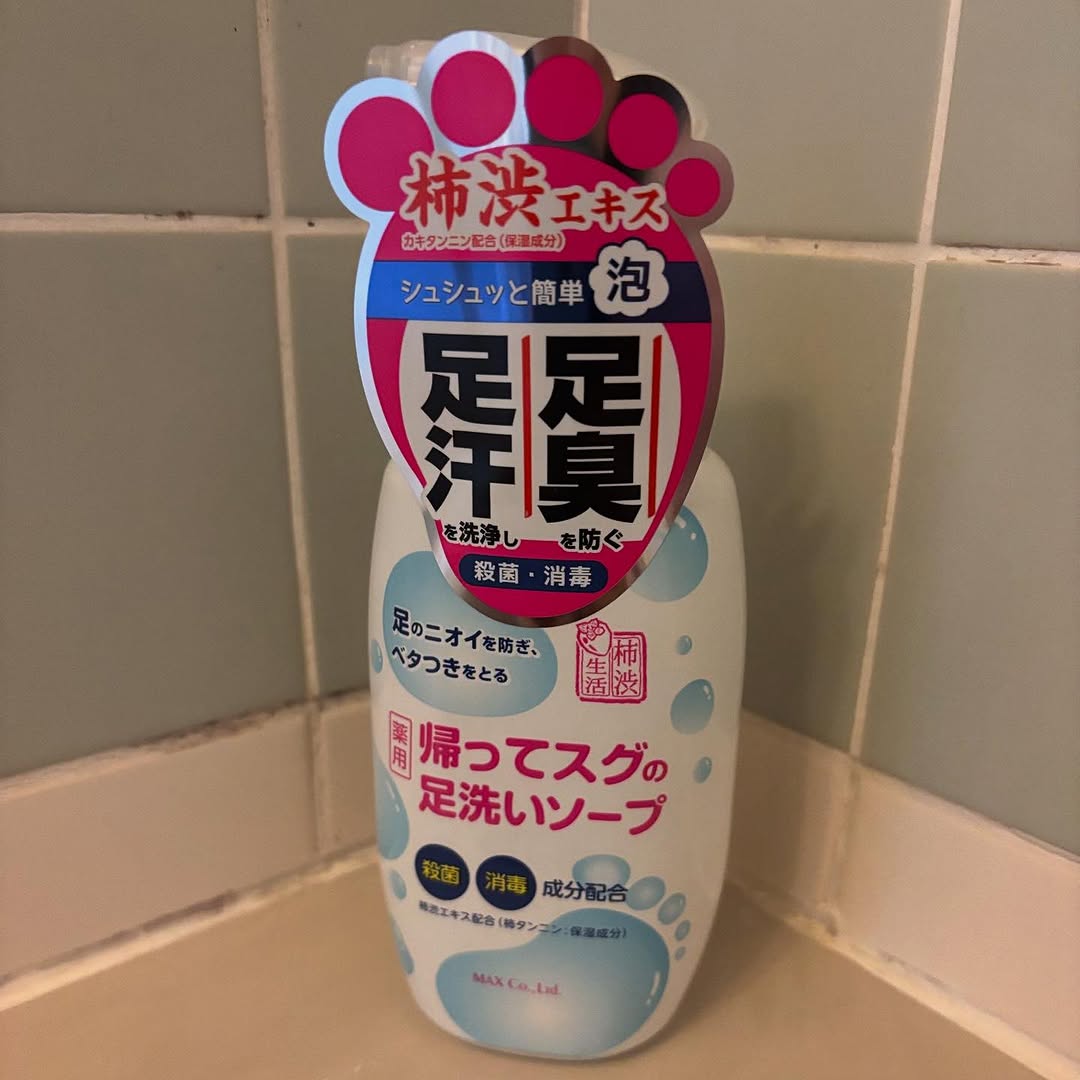 柿渋エキス
カキタンニン配合(保湿成分)
シュシュッと簡単 泡
足臭を防ぐ
足汗を洗浄し
殺菌・消毒
足のニオイを防ぎ、
ベタつきをとる
柿渋
生活
薬用
帰ってスグの
足洗いソープ
殺菌 消毒 成分配合
柿渋エキス配合(柿タンニン:保湿成分)
MAX Co.,Ltd.